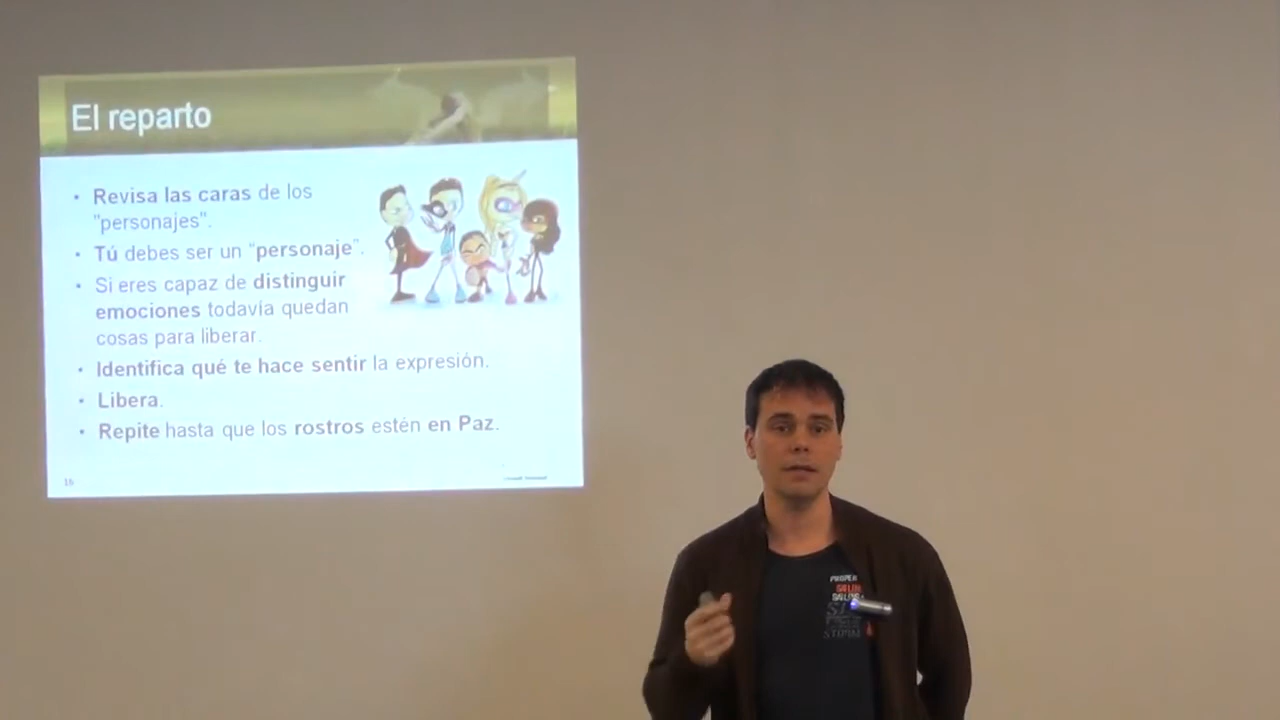 El reparto
• Revisa las caras de los
"personajes".
• Tú debes ser un "personaje".
• Si eres capaz de distinguir
emociones todavía quedan
cosas para liberar.
• Identifica qué te hace sentir la expresión.
• Libera.
• Repite hasta que los rostros estén en Paz.
16